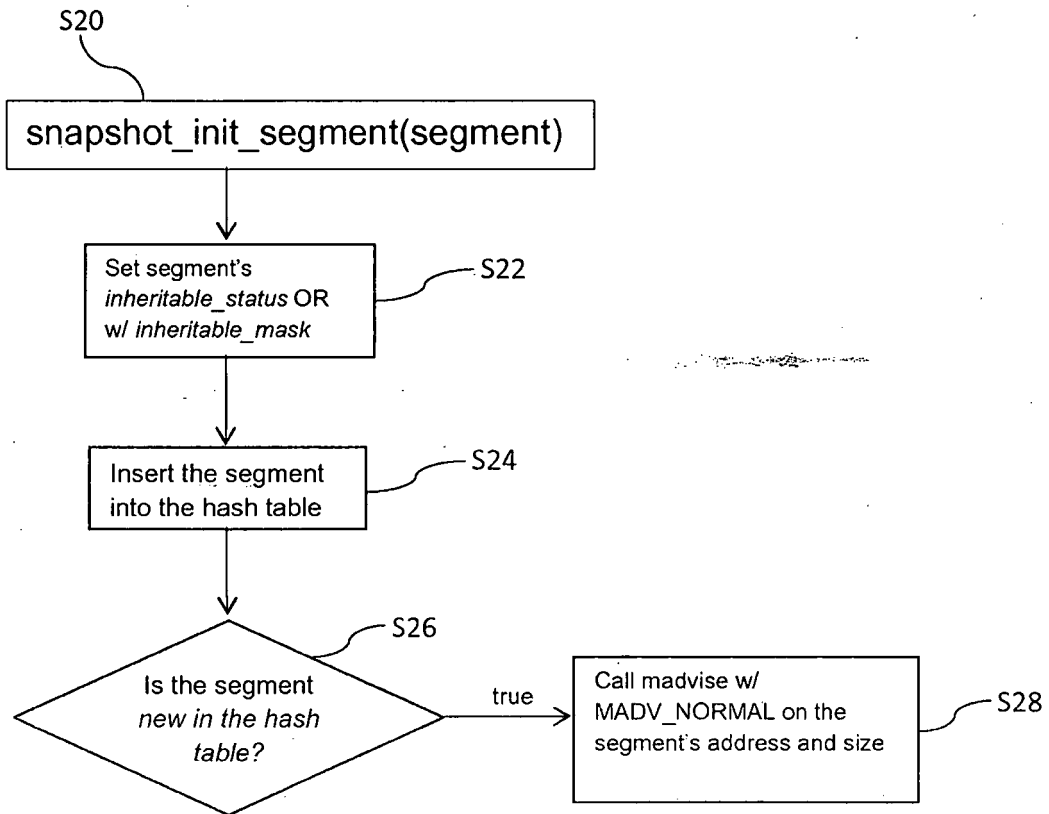 S20
snapshot_init_segment(segment)
Set segment's
inheritable_status OR
w/ inheritable_mask
S22
Insert the segment
into the hash table
S24
S26
Is the segment
new in the hash
table?
true
Call madvise w/
MADV_NORMAL on the
segment's address and size
S28